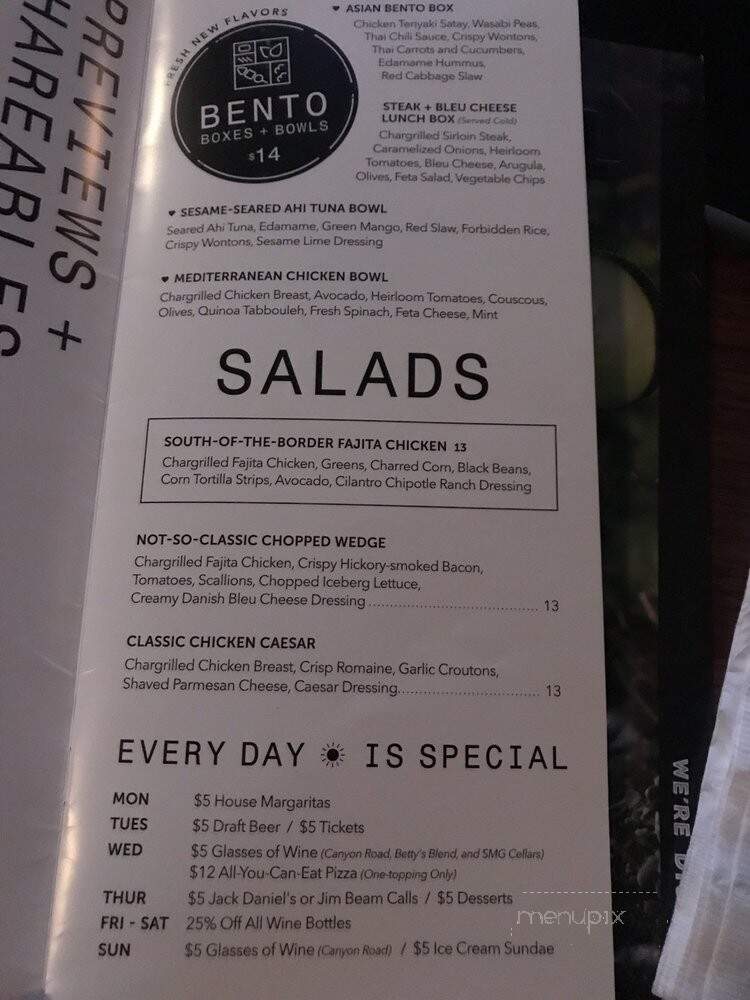 PREVIEWS +
SHAREABLES
FRESH NEW FLAVORS
BENTO
BOXES + BOWLS
$14
♥ ASIAN BENTO BOX
Chicken Teriyaki Satay, Wasabi Peas,
Thai Chili Sauce, Crispy Wontons,
Thai Carrots and Cucumbers,
Edamame Hummus,
Red Cabbage Slaw
STEAK + BLEU CHEESE
LUNCH BOX (Served Cold)
Chargrilled Sirloin Steak,
Caramelized Onions, Heirloom
Tomatoes, Bleu Cheese, Arugula,
Olives, Feta Salad, Vegetable Chips
♥ SESAME-SEARED AHI TUNA BOWL
Seared Ahi Tuna, Edamame, Green Mango, Red Slaw, Forbidden Rice,
Crispy Wontons, Sesame Lime Dressing
♥ MEDITERRANEAN CHICKEN BOWL
Chargrilled Chicken Breast, Avocado, Heirloom Tomatoes, Couscous,
Olives, Quinoa Tabbouleh, Fresh Spinach, Feta Cheese, Mint
SALADS
SOUTH-OF-THE-BORDER FAJITA CHICKEN 13
Chargrilled Fajita Chicken, Greens, Charred Corn, Black Beans,
Corn Tortilla Strips, Avocado, Cilantro Chipotle Ranch Dressing
NOT-SO-CLASSIC CHOPPED WEDGE
Chargrilled Fajita Chicken, Crispy Hickory-smoked Bacon,
Tomatoes, Scallions, Chopped Iceberg Lettuce,
Creamy Danish Bleu Cheese Dressing ........................................ 13
CLASSIC CHICKEN CAESAR
Chargrilled Chicken Breast, Crisp Romaine, Garlic Croutons,
Shaved Parmesan Cheese, Caesar Dressing................................. 13
EVERY DAY IS SPECIAL
MON $5 House Margaritas
TUES $5 Draft Beer / $5 Tickets
WED $5 Glasses of Wine (Canyon Road, Betty's Blend, and SMG Cellars)
$12 All-You-Can-Eat Pizza (One-topping Only)
THUR $5 Jack Daniel's or Jim Beam Calls / $5 Desserts
FRI - SAT 25% Off All Wine Bottles
SUN $5 Glasses of Wine (Canyon Road) / $5 Ice Cream Sundae
WE'RE
menupix